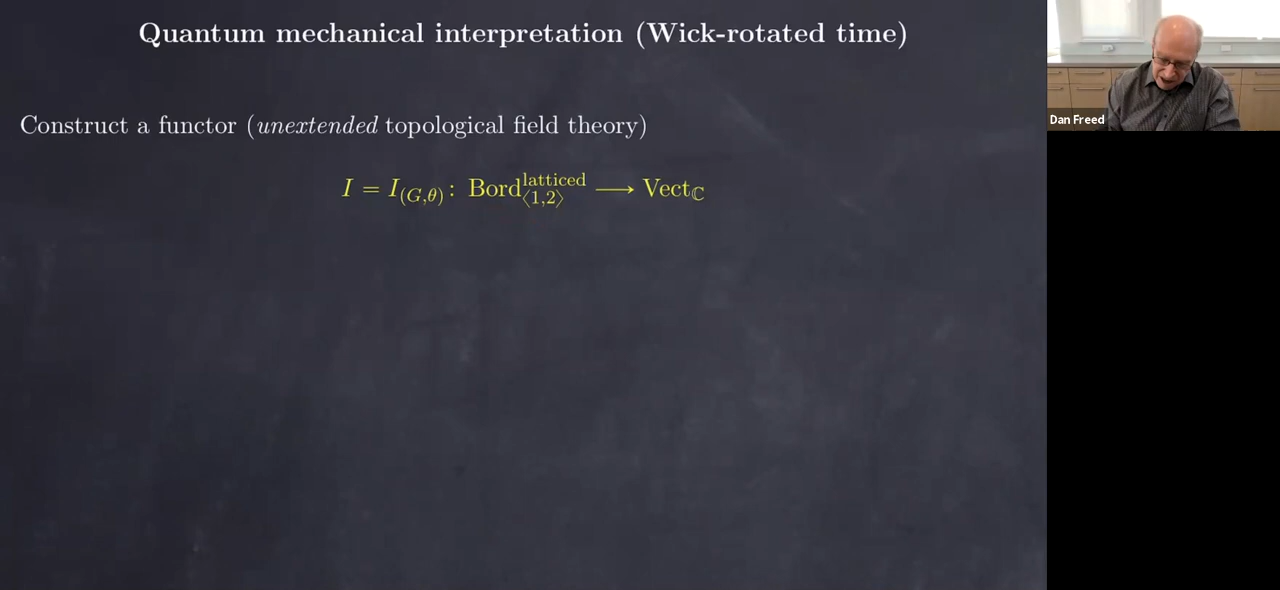 Quantum mechanical interpretation (Wick-rotated time)
Construct a functor (unextended topological field theory)
I = I_{(G,θ)} : Bord^{latticed}_{⟨1,2⟩} ⟶ Vect_ℂ
Dan Freed